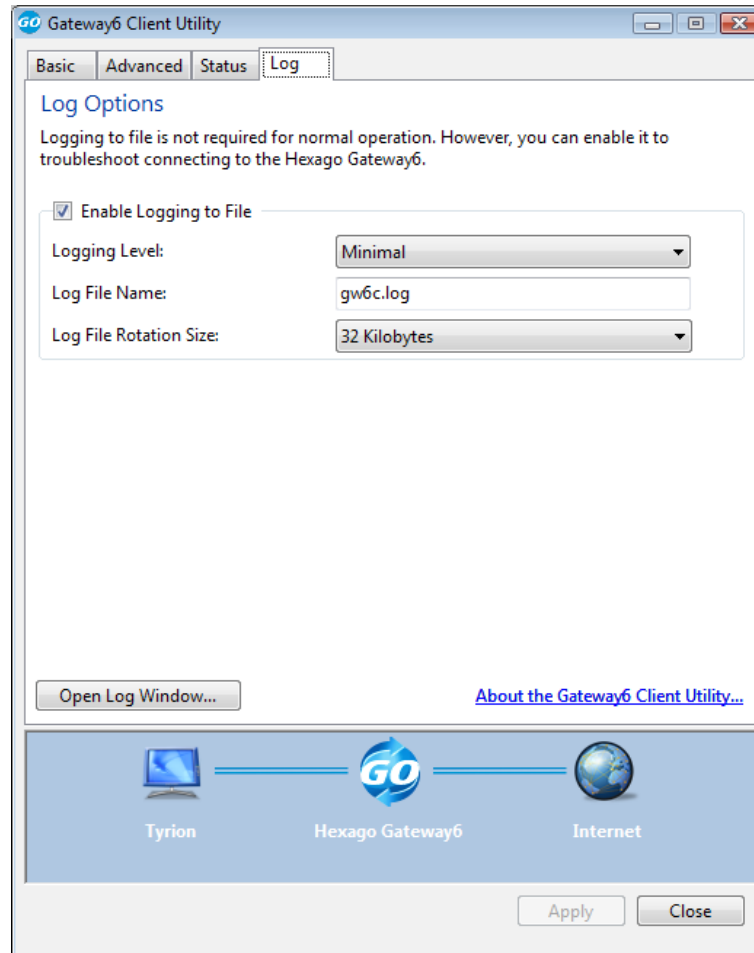 GO Gateway6 Client Utility
Basic Advanced Status Log
Log Options
Logging to file is not required for normal operation. However, you can enable it to
troubleshoot connecting to the Hexago Gateway6.
Enable Logging to File
Logging Level: Minimal
Log File Name: gw6c.log
Log File Rotation Size: 32 Kilobytes
Open Log Window... About the Gateway6 Client Utility...
GO
Tyrion Hexago Gateway6 Internet
Apply Close